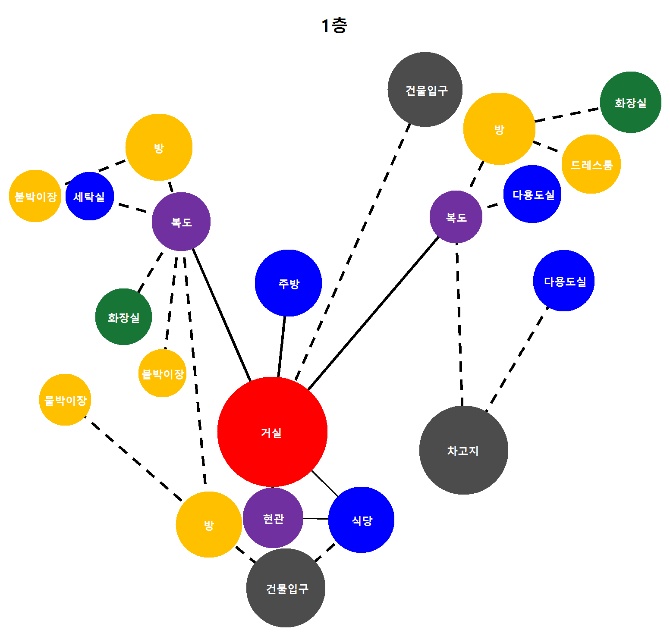 1층
건물입구
화장실
방
방
드레스룸
붙박이장
세탁실
다용도실
복도
복도
주방
다용도실
화장실
붙박이장
붙박이장
거실
차고지
방
현관
식당
건물입구